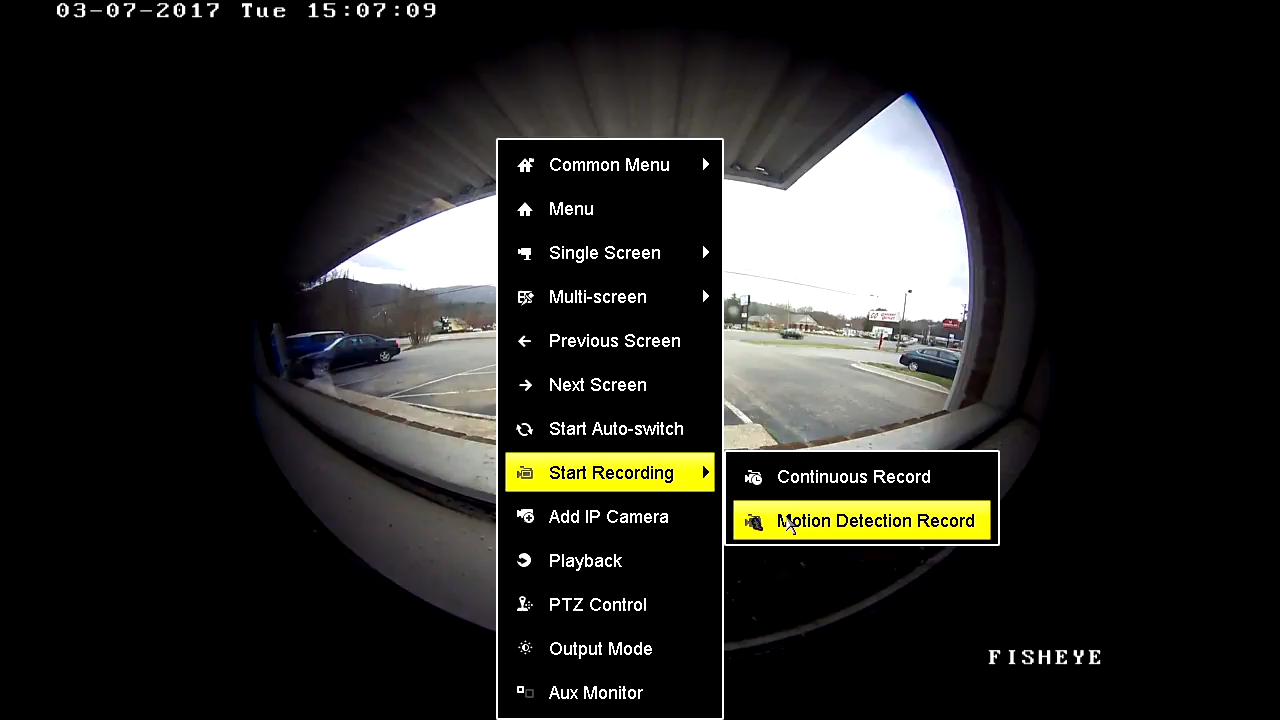 03-07-2017 Tue 15:07:09
Common Menu
Menu
Single Screen
Multi-screen
Previous Screen
Next Screen
Start Auto-switch
Start Recording
Continuous Record
Motion Detection Record
Add IP Camera
Playback
PTZ Control
Output Mode
Aux Monitor
FISHEYE